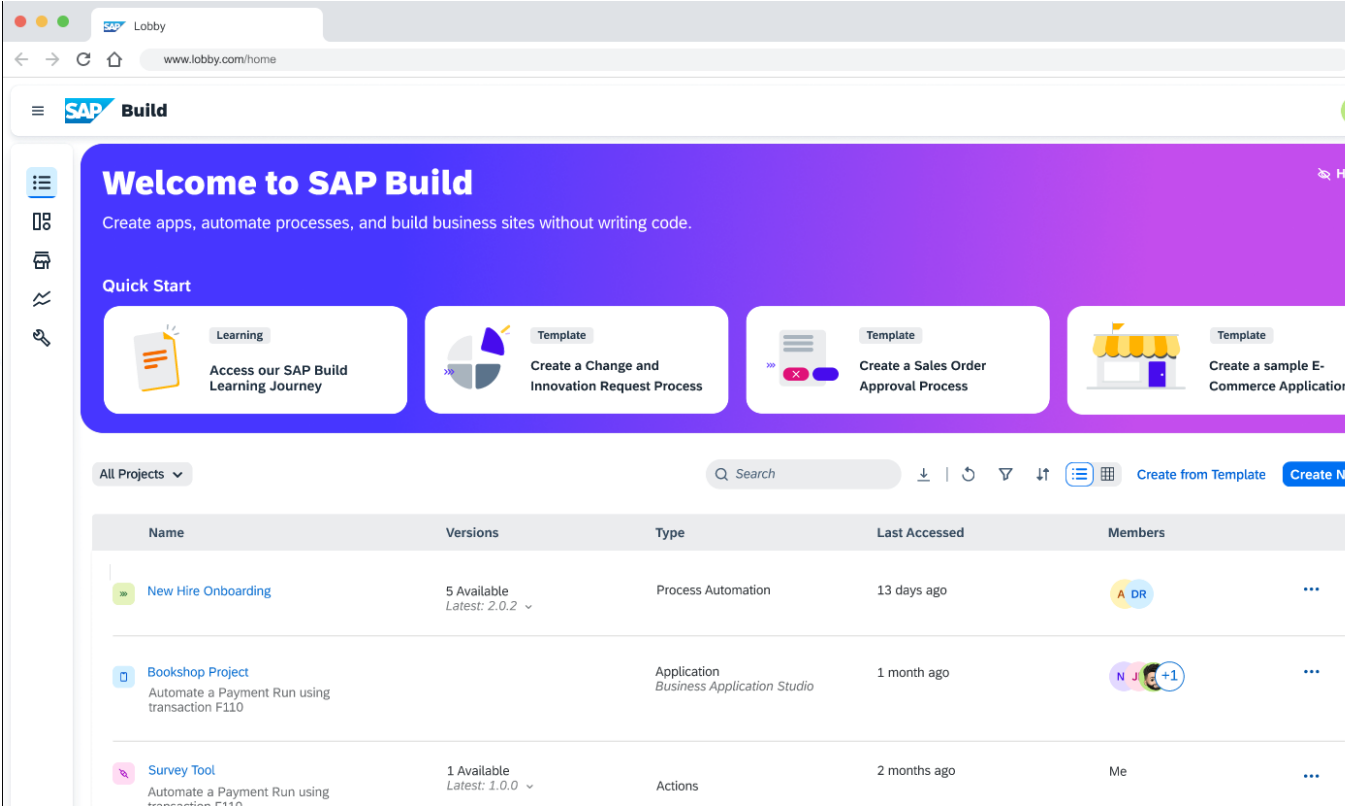 SAP Lobby
www.lobby.com/home
SAP Build
Welcome to SAP Build
Create apps, automate processes, and build business sites without writing code.
Quick Start
Learning
Access our SAP Build
Learning Journey
Template
Create a Change and
Innovation Request Process
Template
Create a Sales Order
Approval Process
Template
Create a sample E-
Commerce Application
All Projects
Search
Create from Template
Create N
Name Versions Type Last Accessed Members
New Hire Onboarding
5 Available
Latest: 2.0.2
Process Automation
13 days ago
A DR
Bookshop Project
Automate a Payment Run using
transaction F110
Application
Business Application Studio
1 month ago
N +1
Survey Tool
Automate a Payment Run using
transaction F110
1 Available
Latest: 1.0.0
Actions
2 months ago
Me